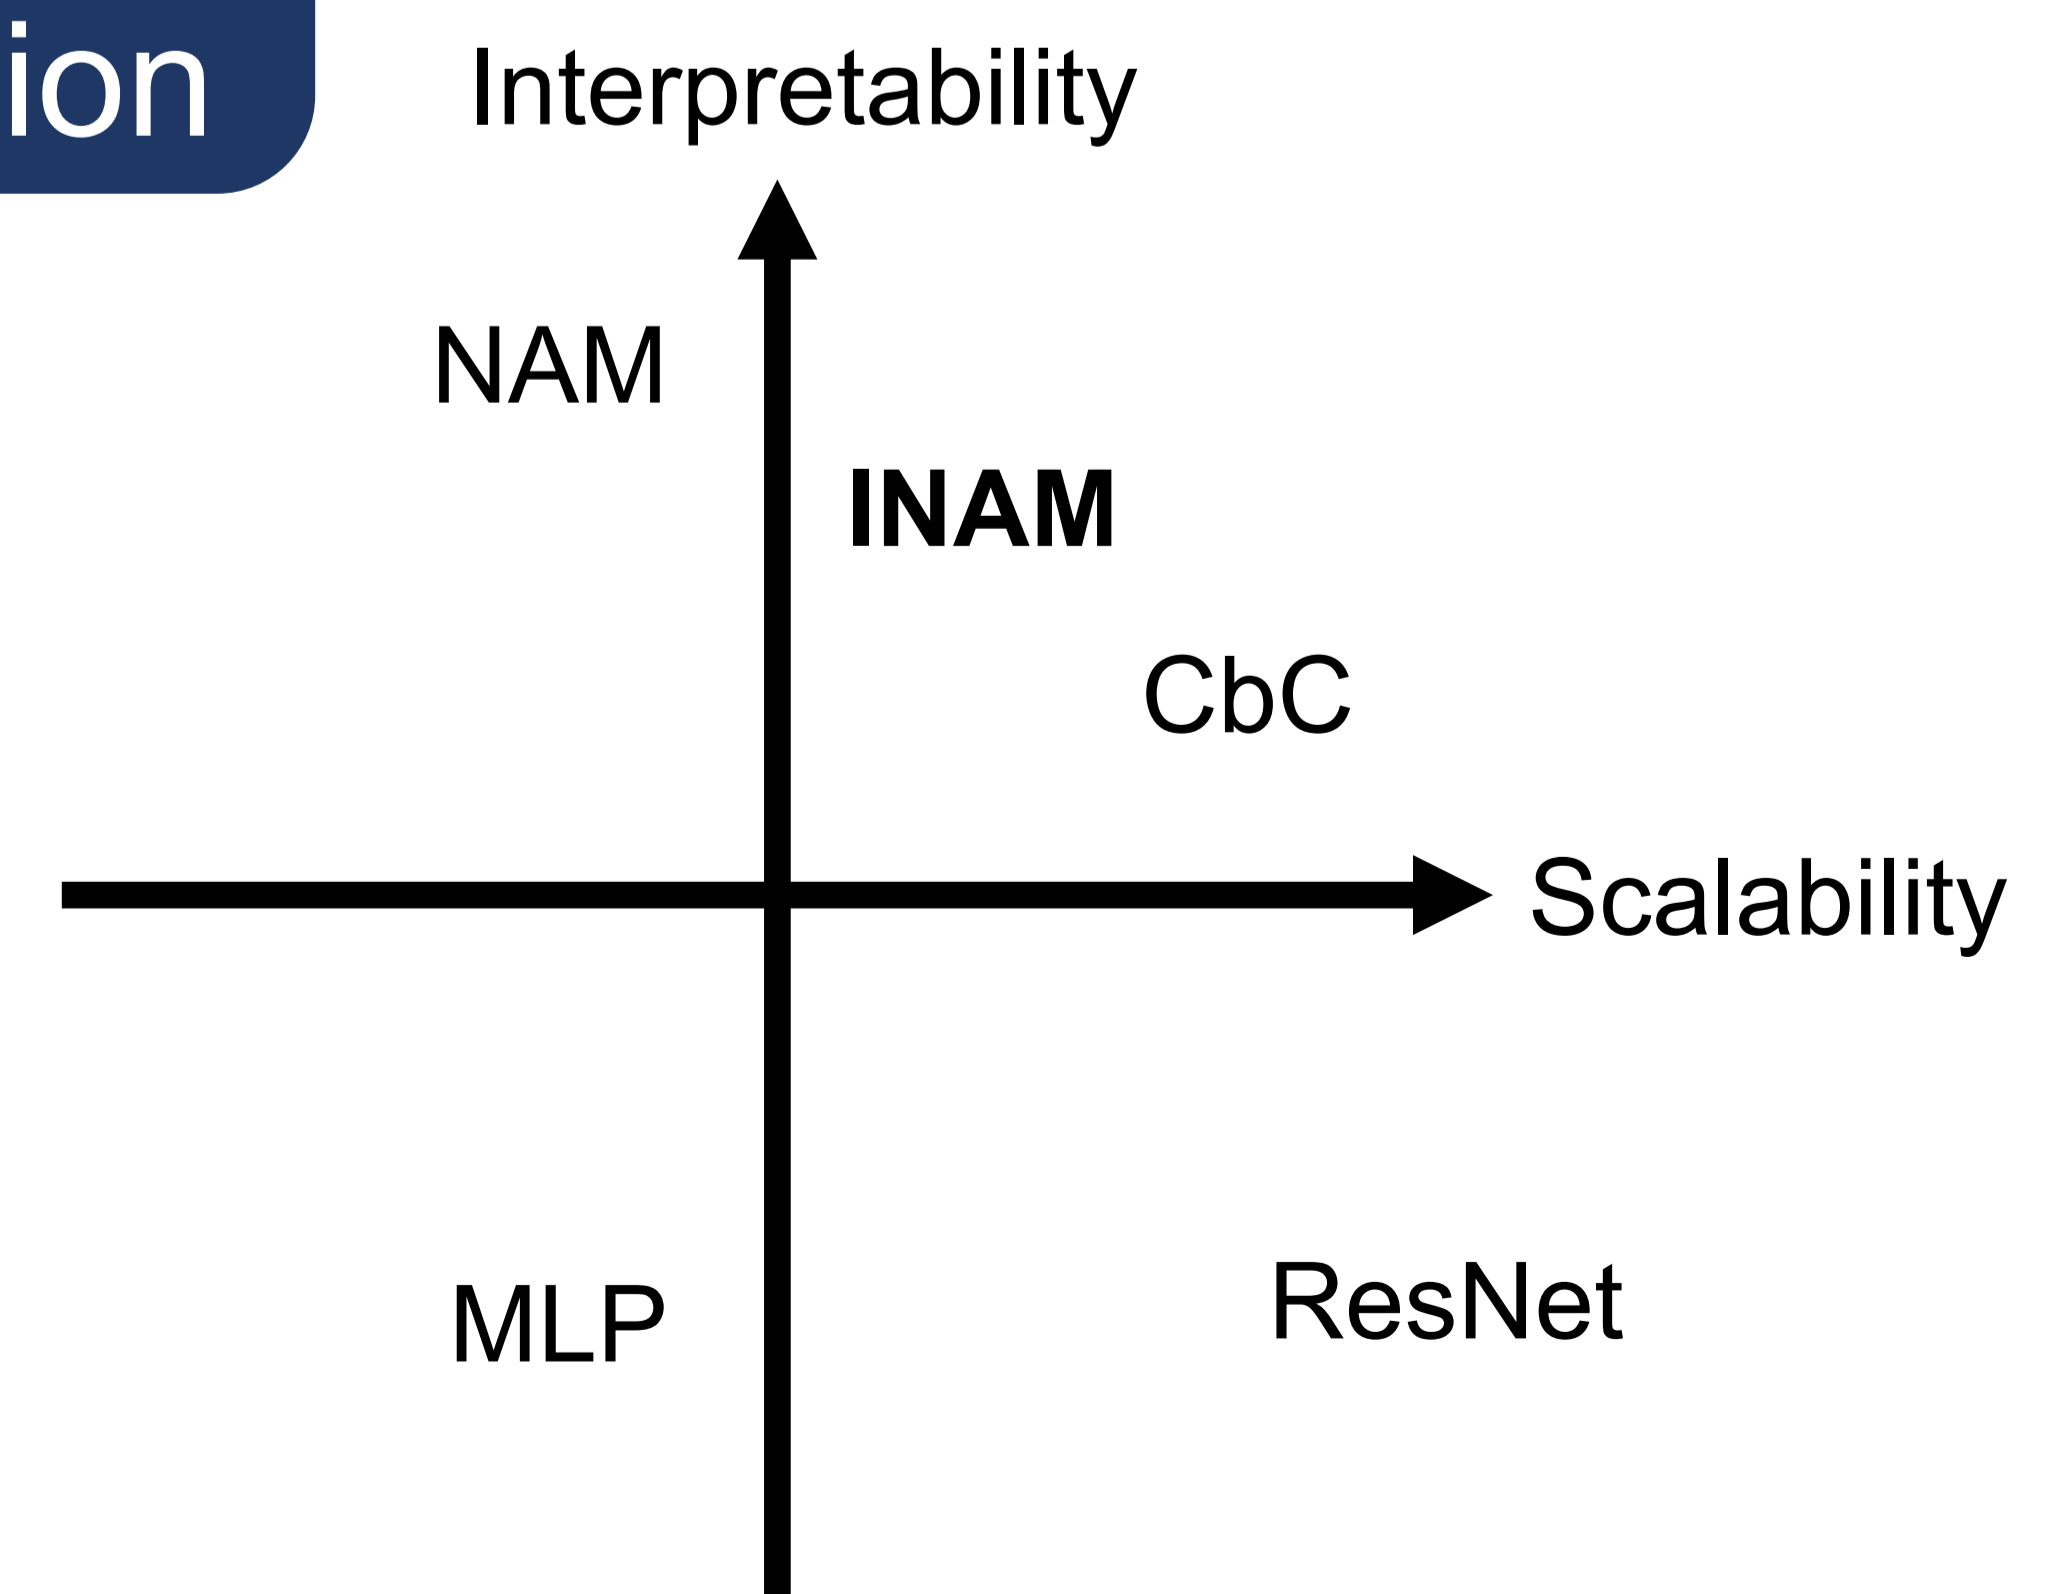 ion
Interpretability
NAM
INAM
CbC
Scalability
MLP
ResNet